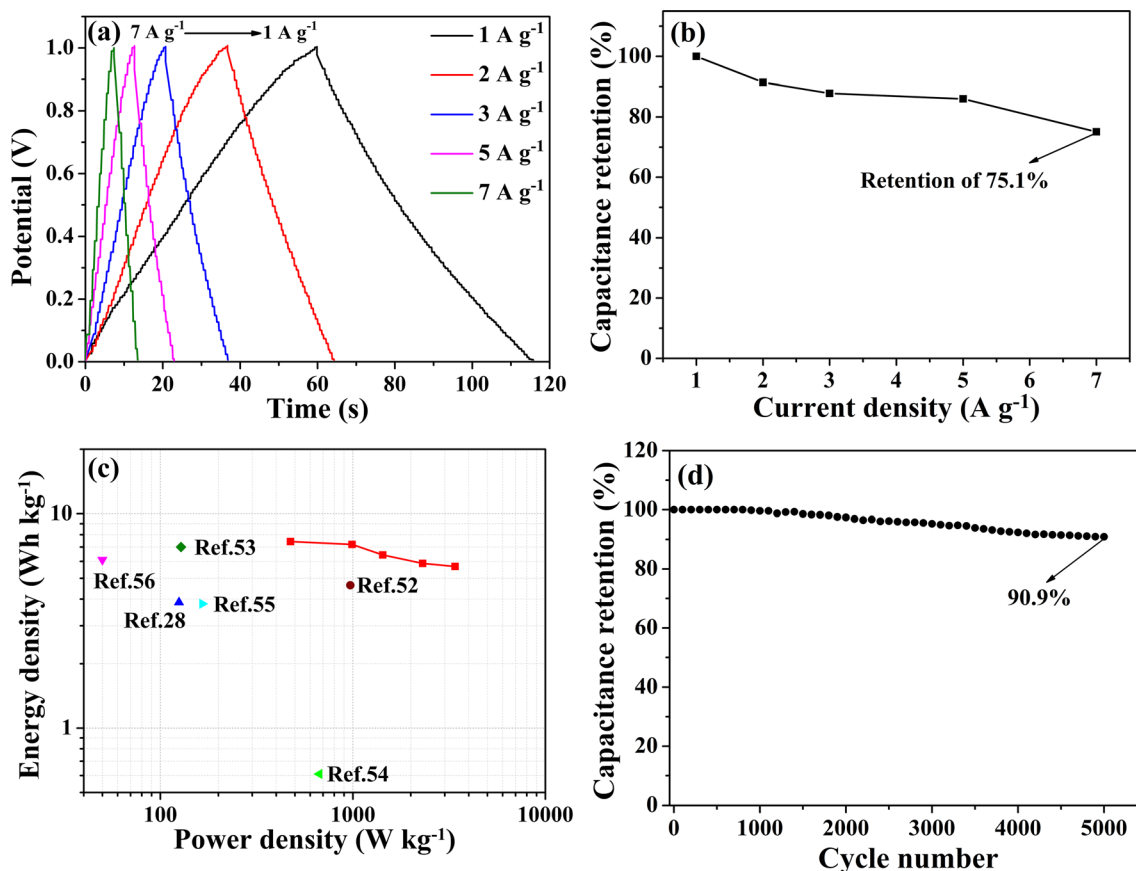 (a)
7 A g⁻¹
1 A g⁻¹
1 A g⁻¹
2 A g⁻¹
3 A g⁻¹
5 A g⁻¹
7 A g⁻¹
1.0
0.8
0.6
0.4
0.2
0.0
Potential (V)
0
20
40
60
80
100
120
Time (s)
(b)
100
80
60
40
20
0
Capacitance retention (%)
Retention of 75.1%
1
2
3
4
5
6
7
Current density (A g⁻¹)
(c)
10
1
Energy density (Wh kg⁻¹)
Ref.53
Ref.56
Ref.52
Ref.28
Ref.55
Ref.54
100
1000
10000
Power density (W kg⁻¹)
(d)
120
100
80
60
40
20
0
Capacitance retention (%)
90.9%
0
1000
2000
3000
4000
5000
Cycle number